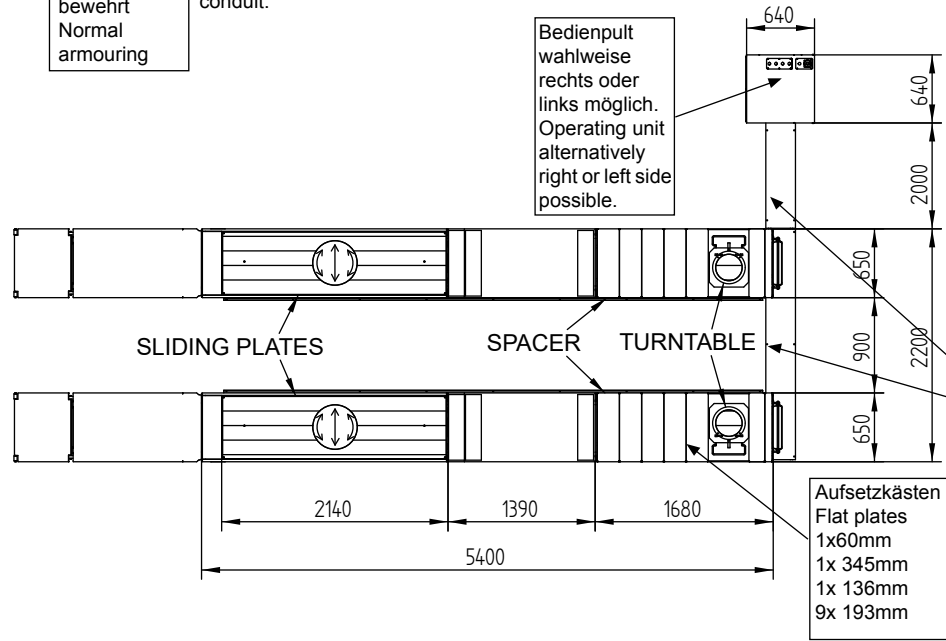 bewehrt
Normal
armouring
conduit.
Bedienpult
wahlweise
rechts oder
links möglich.
Operating unit
alternatively
right or left side
possible.
640
640
2000
650
900
2200
650
SLIDING PLATES
SPACER
TURNTABLE
2140
1390
1680
5400
Aufsetzkästen
Flat plates
1x60mm
1x 345mm
1x 136mm
9x 193mm